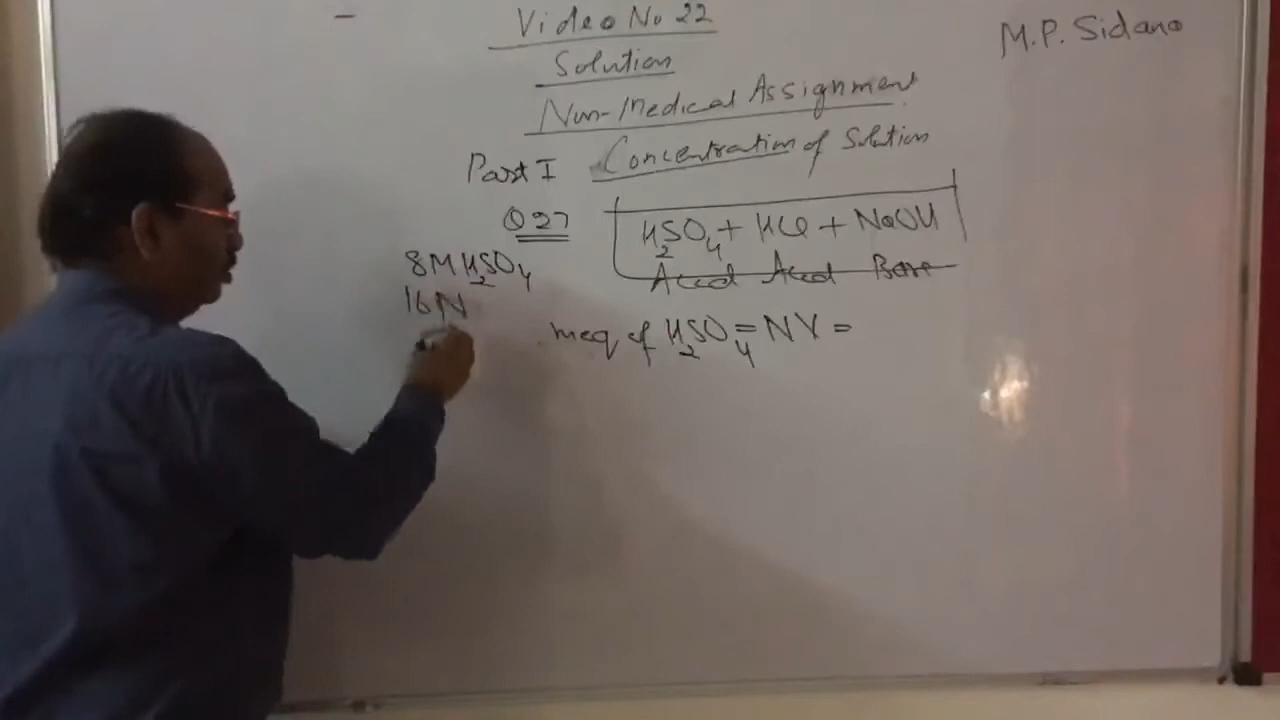 Video No 22
M.P. Sidana
Solution
Non-Medical Assignment
Part I Concentration of Solution
Q 27 H2SO4 + HCl + NaOH
Acid Acid Base
8M H2SO4
16N
meq of H2SO4 = NV =